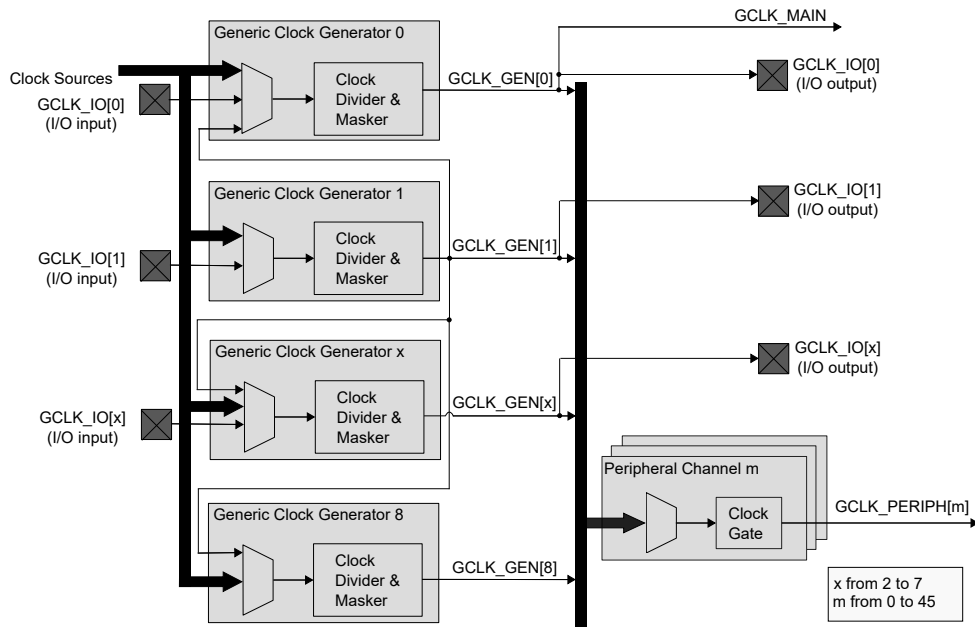 Generic Clock Generator 0
GCLK_MAIN
Clock Sources
GCLK_IO[0]
(I/O input)
Clock
Divider &
Masker
GCLK_GEN[0]
GCLK_IO[0]
(I/O output)
Generic Clock Generator 1
GCLK_IO[1]
(I/O input)
Clock
Divider &
Masker
GCLK_GEN[1]
GCLK_IO[1]
(I/O output)
Generic Clock Generator x
GCLK_IO[x]
(I/O input)
Clock
Divider &
Masker
GCLK_GEN[x]
GCLK_IO[x]
(I/O output)
Generic Clock Generator 8
Clock
Divider &
Masker
GCLK_GEN[8]
Peripheral Channel m
Clock
Gate
GCLK_PERIPH[m]
x from 2 to 7
m from 0 to 45